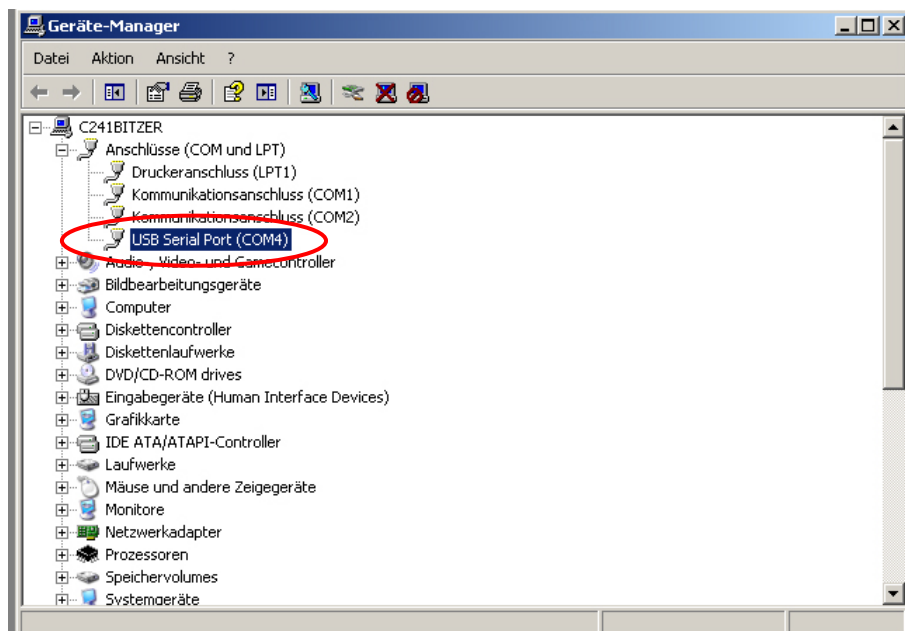 Geräte-Manager
Datei Aktion Ansicht ?
C241BITZER
Anschlüsse (COM und LPT)
Druckeranschluss (LPT1)
Kommunikationsanschluss (COM1)
Kommunikationsanschluss (COM2)
USB Serial Port (COM4)
Audio-, Video- und Gamecontroller
Bildbearbeitungsgeräte
Computer
Diskettencontroller
Diskettenlaufwerke
DVD/CD-ROM drives
Eingabegeräte (Human Interface Devices)
Grafikkarte
IDE ATA/ATAPI-Controller
Laufwerke
Mäuse und andere Zeigegeräte
Monitore
Netzwerkadapter
Prozessoren
Speichervolumes
Systemgeräte